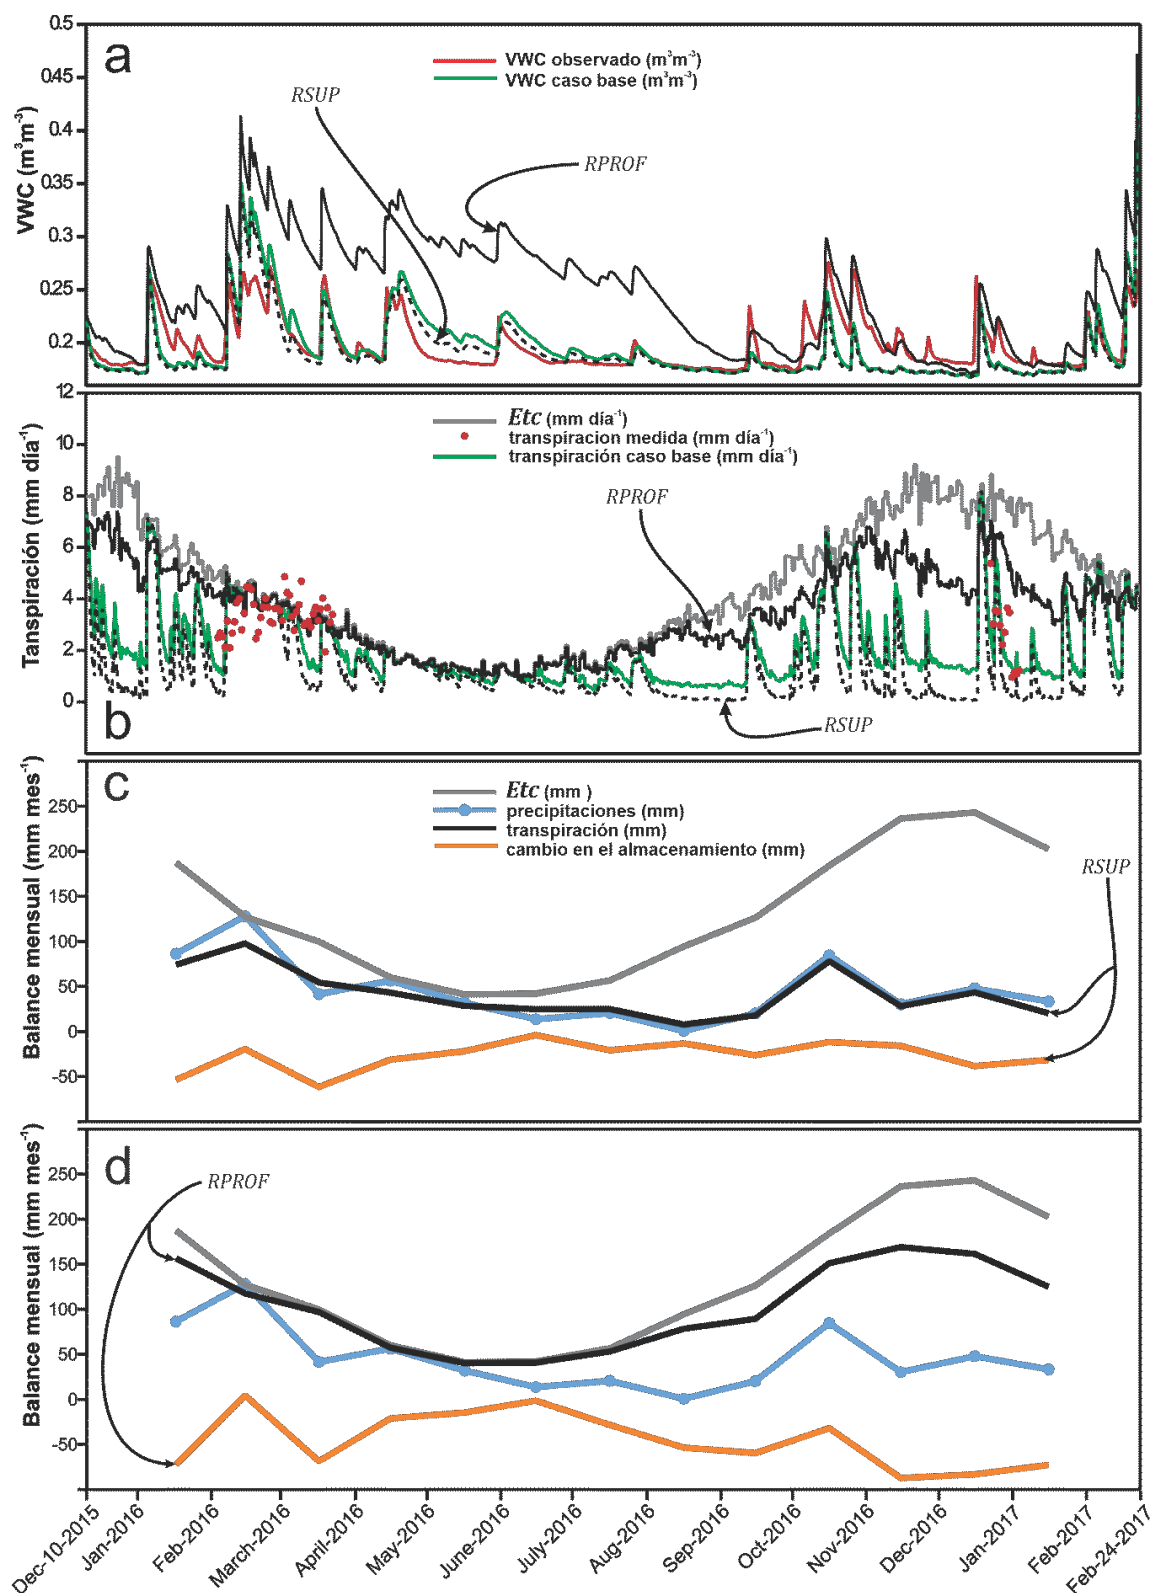 a
VWC observado (m³m⁻³)
VWC caso base (m³m⁻³)
RSUP
RPROF
VWC (m³m⁻³)
0.5
0.45
0.4
0.35
0.3
0.25
0.2
b
Etc (mm día⁻¹)
transpiracion medida (mm día⁻¹)
transpiración caso base (mm día⁻¹)
RPROF
RSUP
Tanspiración (mm día⁻¹)
12
10
8
6
4
2
0
c
Etc (mm )
precipitaciones (mm)
transpiración (mm)
cambio en el almacenamiento (mm)
RSUP
Balance mensual (mm mes⁻¹)
250
200
150
100
50
0
-50
d
RPROF
Balance mensual (mm mes⁻¹)
250
200
150
100
50
0
-50
Dec-10-2015
Jan-2016
Feb-2016
March-2016
April-2016
May-2016
June-2016
July-2016
Aug-2016
Sep-2016
Oct-2016
Nov-2016
Dec-2016
Jan-2017
Feb-2017
Feb-24-2017